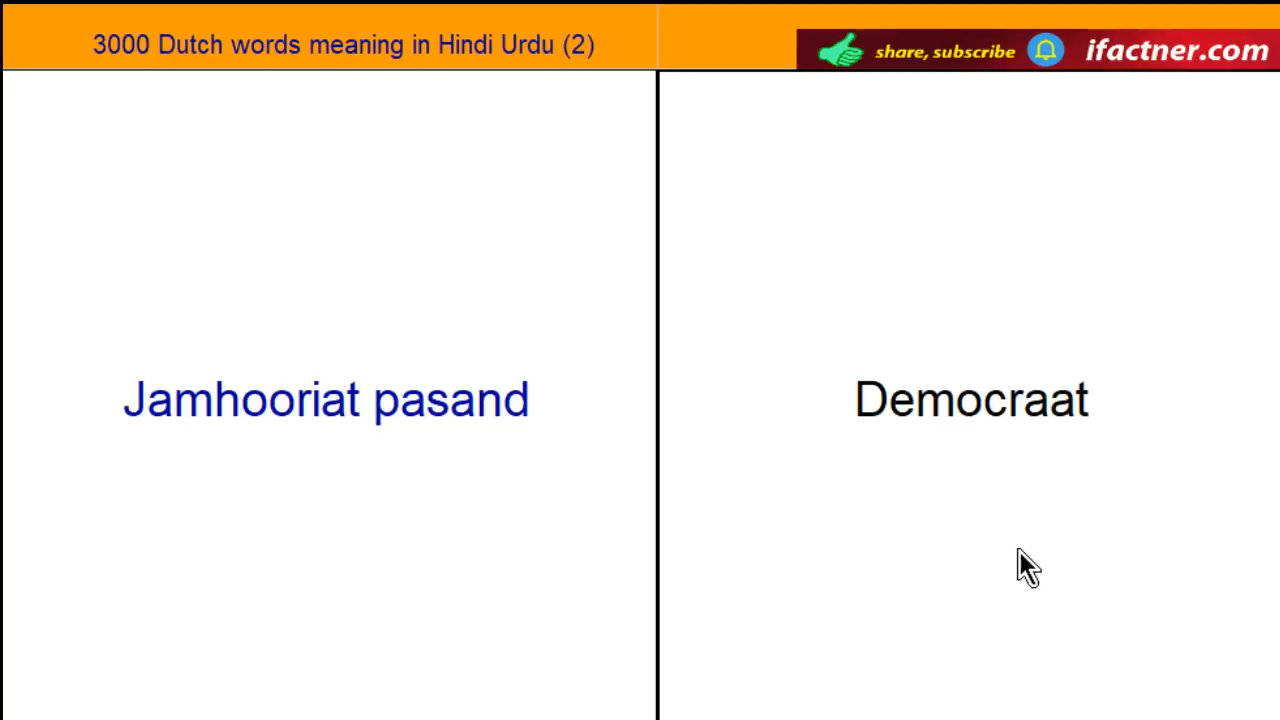 3000 Dutch words meaning in Hindi Urdu (2)
share, subscribe
ifactner.com
Jamhooriat pasand
Democraat